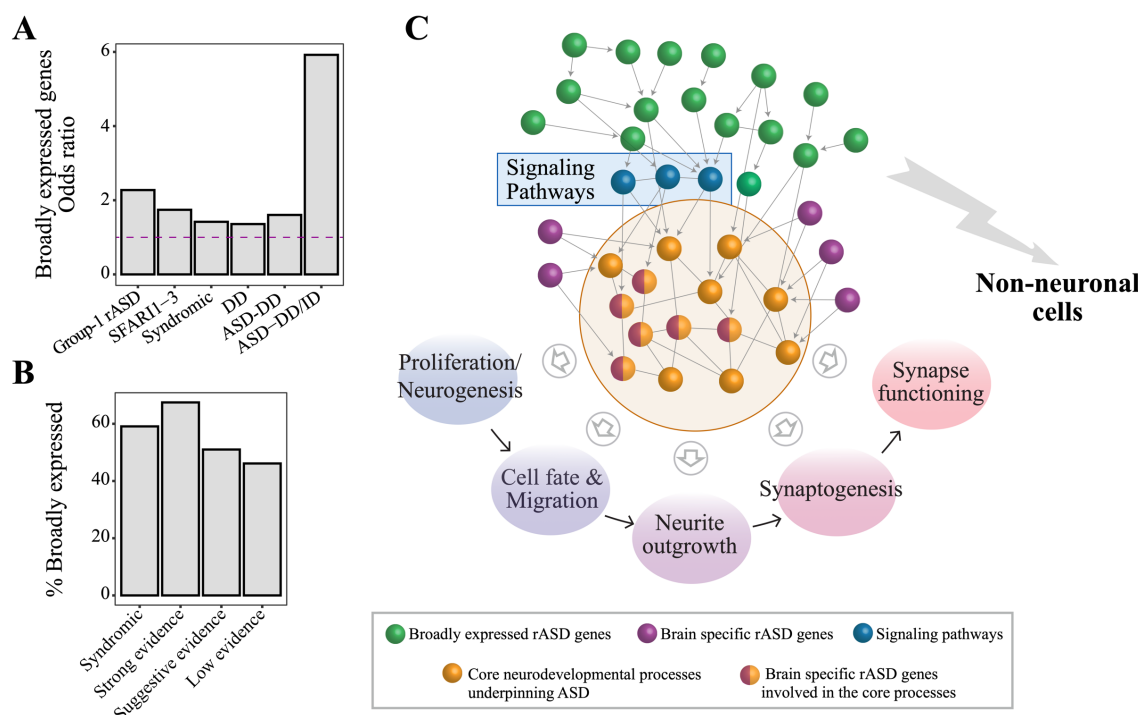 A
Broadly expressed genes
Odds ratio
6
4
2
0
Group-1 rASD
SFARI1-3
Syndromic
DD
ASD-DD
ASD-DD/ID
B
% Broadly expressed
60
40
20
0
Syndromic
Strong evidence
Suggestive evidence
Low evidence
C
Signaling
Pathways
Non-neuronal
cells
Proliferation/
Neurogenesis
Cell fate &
Migration
Neurite
outgrowth
Synaptogenesis
Synapse
functioning
Broadly expressed rASD genes
Brain specific rASD genes
Signaling pathways
Core neurodevelopmental processes
underpinning ASD
Brain specific rASD genes
involved in the core processes